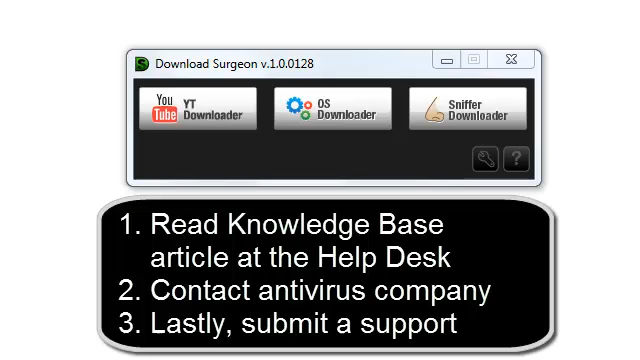 Download Surgeon v.1.0.0128
You
Tube
YT
Downloader
OS
Downloader
Sniffer
Downloader
?
1. Read Knowledge Base
article at the Help Desk
2. Contact antivirus company
3. Lastly, submit a support